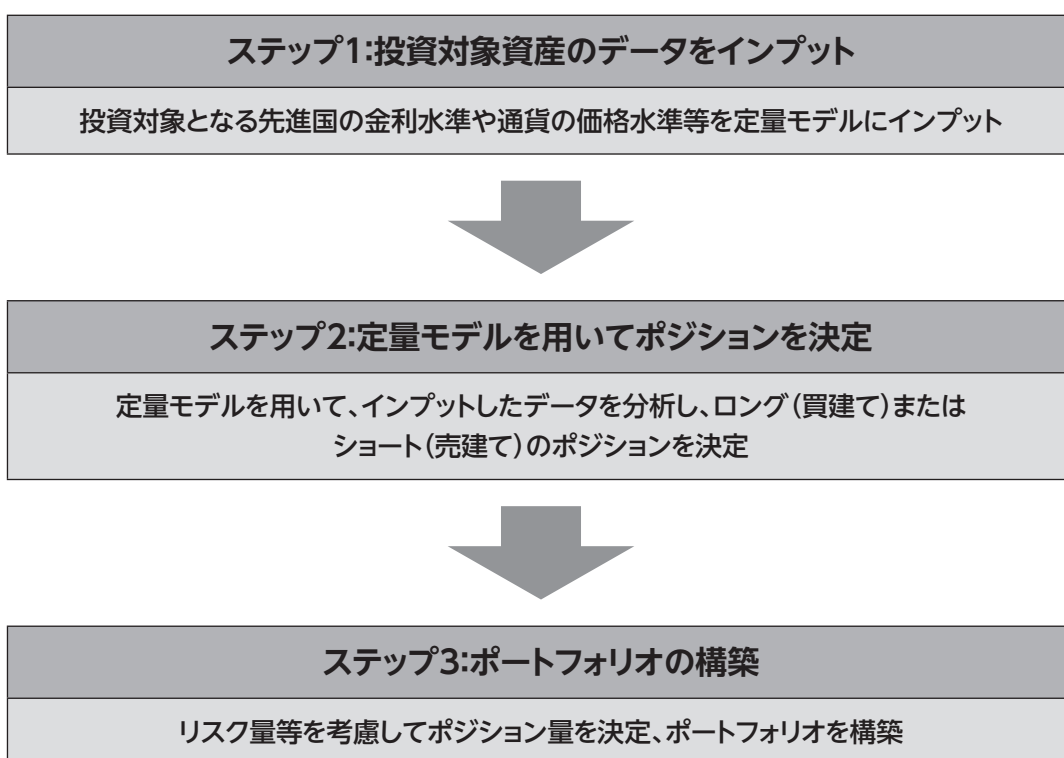 ステップ1:投資対象資産のデータをインプット
投資対象となる先進国の金利水準や通貨の価格水準等を定量モデルにインプット
ステップ2:定量モデルを用いてポジションを決定
定量モデルを用いて、インプットしたデータを分析し、ロング(買建て)または
ショート(売建て)のポジションを決定
ステップ3:ポートフォリオの構築
リスク量等を考慮してポジション量を決定、ポートフォリオを構築